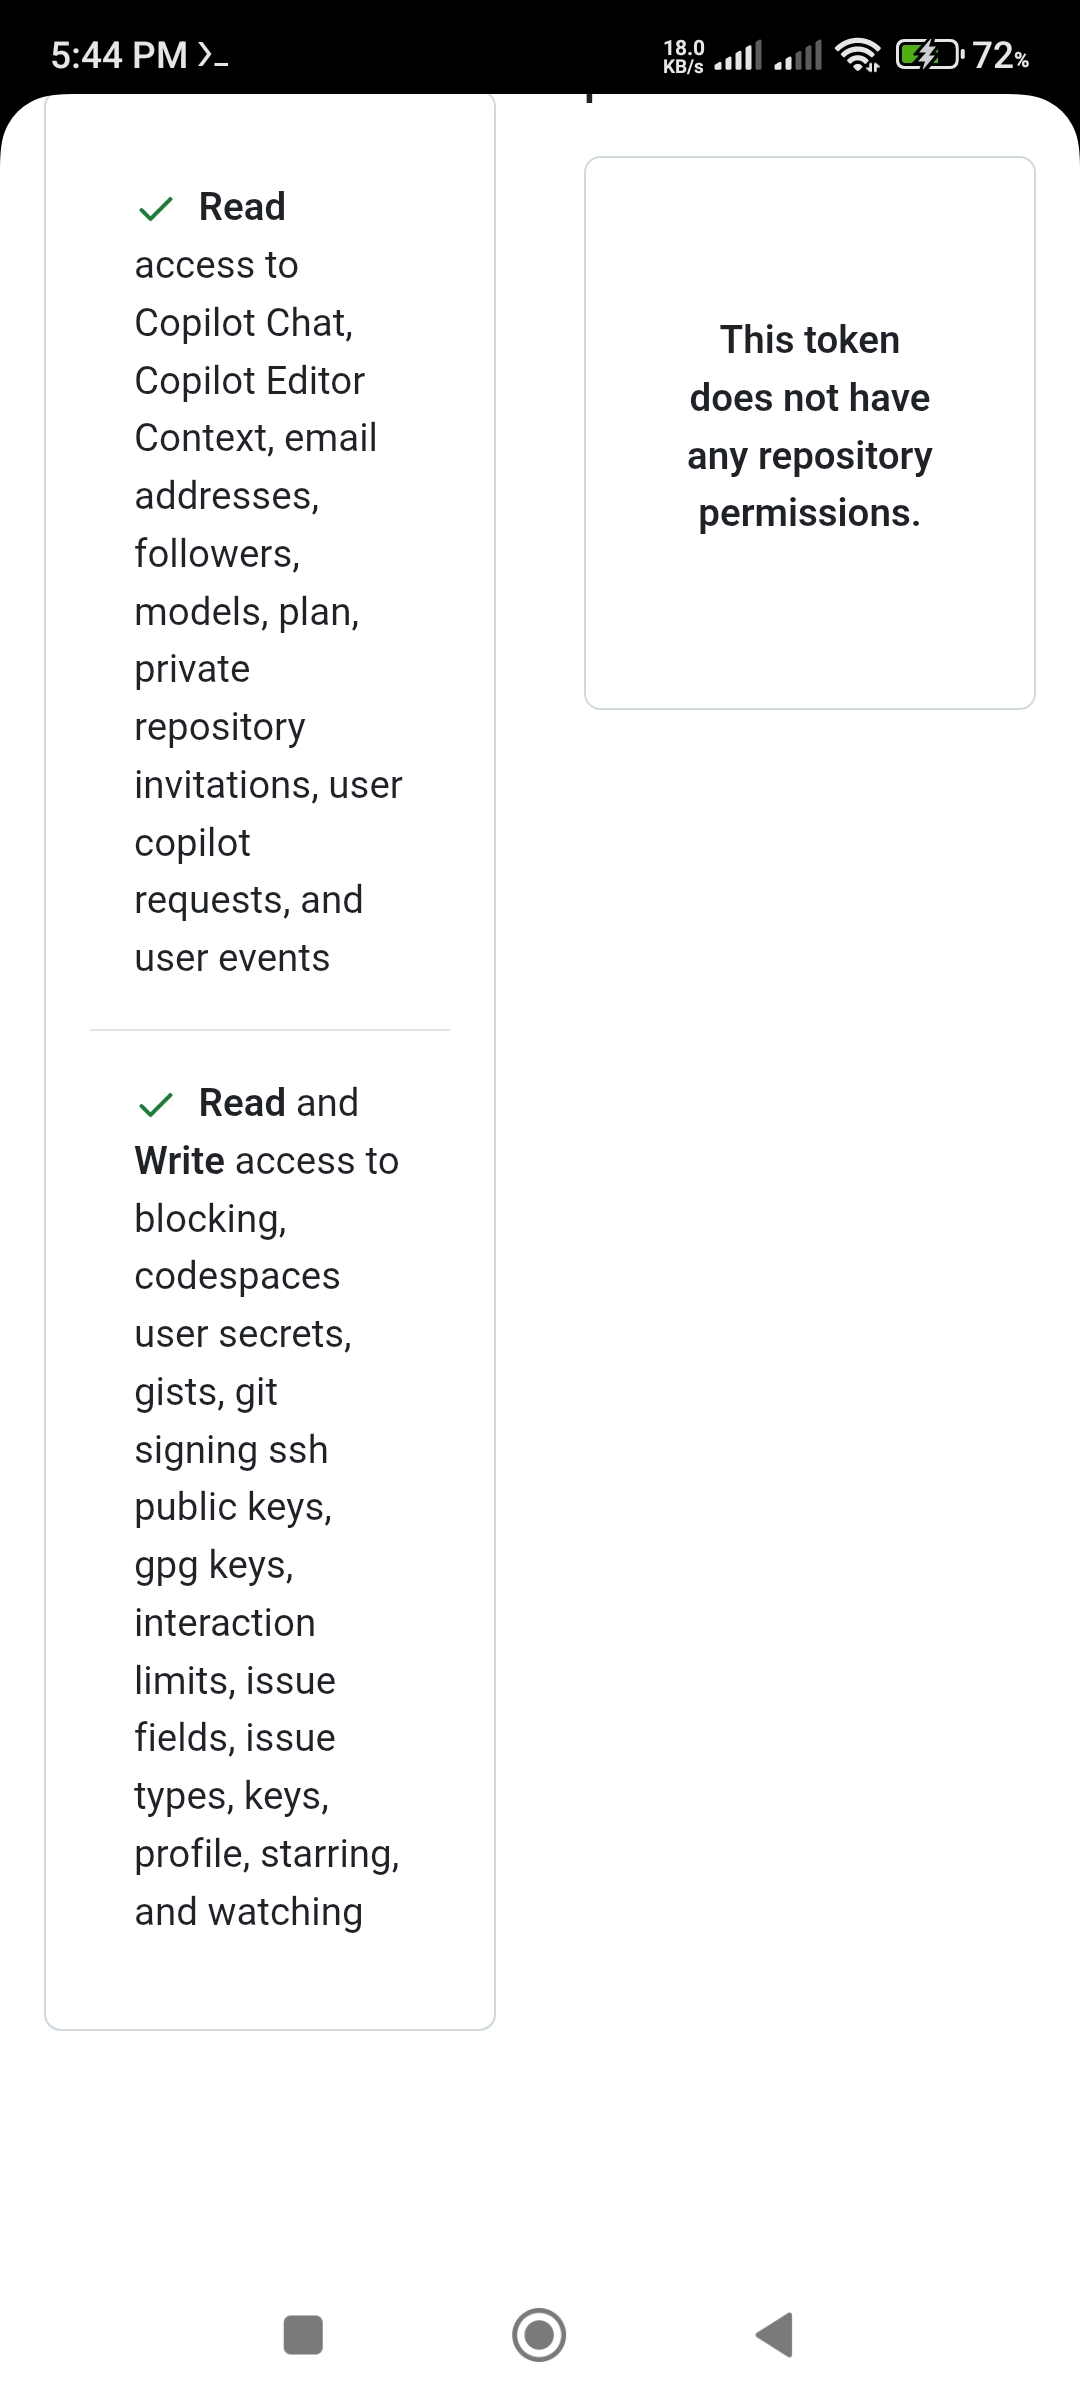 5:44 PM
18.0
KB/s
72%
Read
access to
Copilot Chat,
Copilot Editor
Context, email
addresses,
followers,
models, plan,
private
repository
invitations, user
copilot
requests, and
user events
Read and
Write access to
blocking,
codespaces
user secrets,
gists, git
signing ssh
public keys,
gpg keys,
interaction
limits, issue
fields, issue
types, keys,
profile, starring,
and watching
This token
does not have
any repository
permissions.